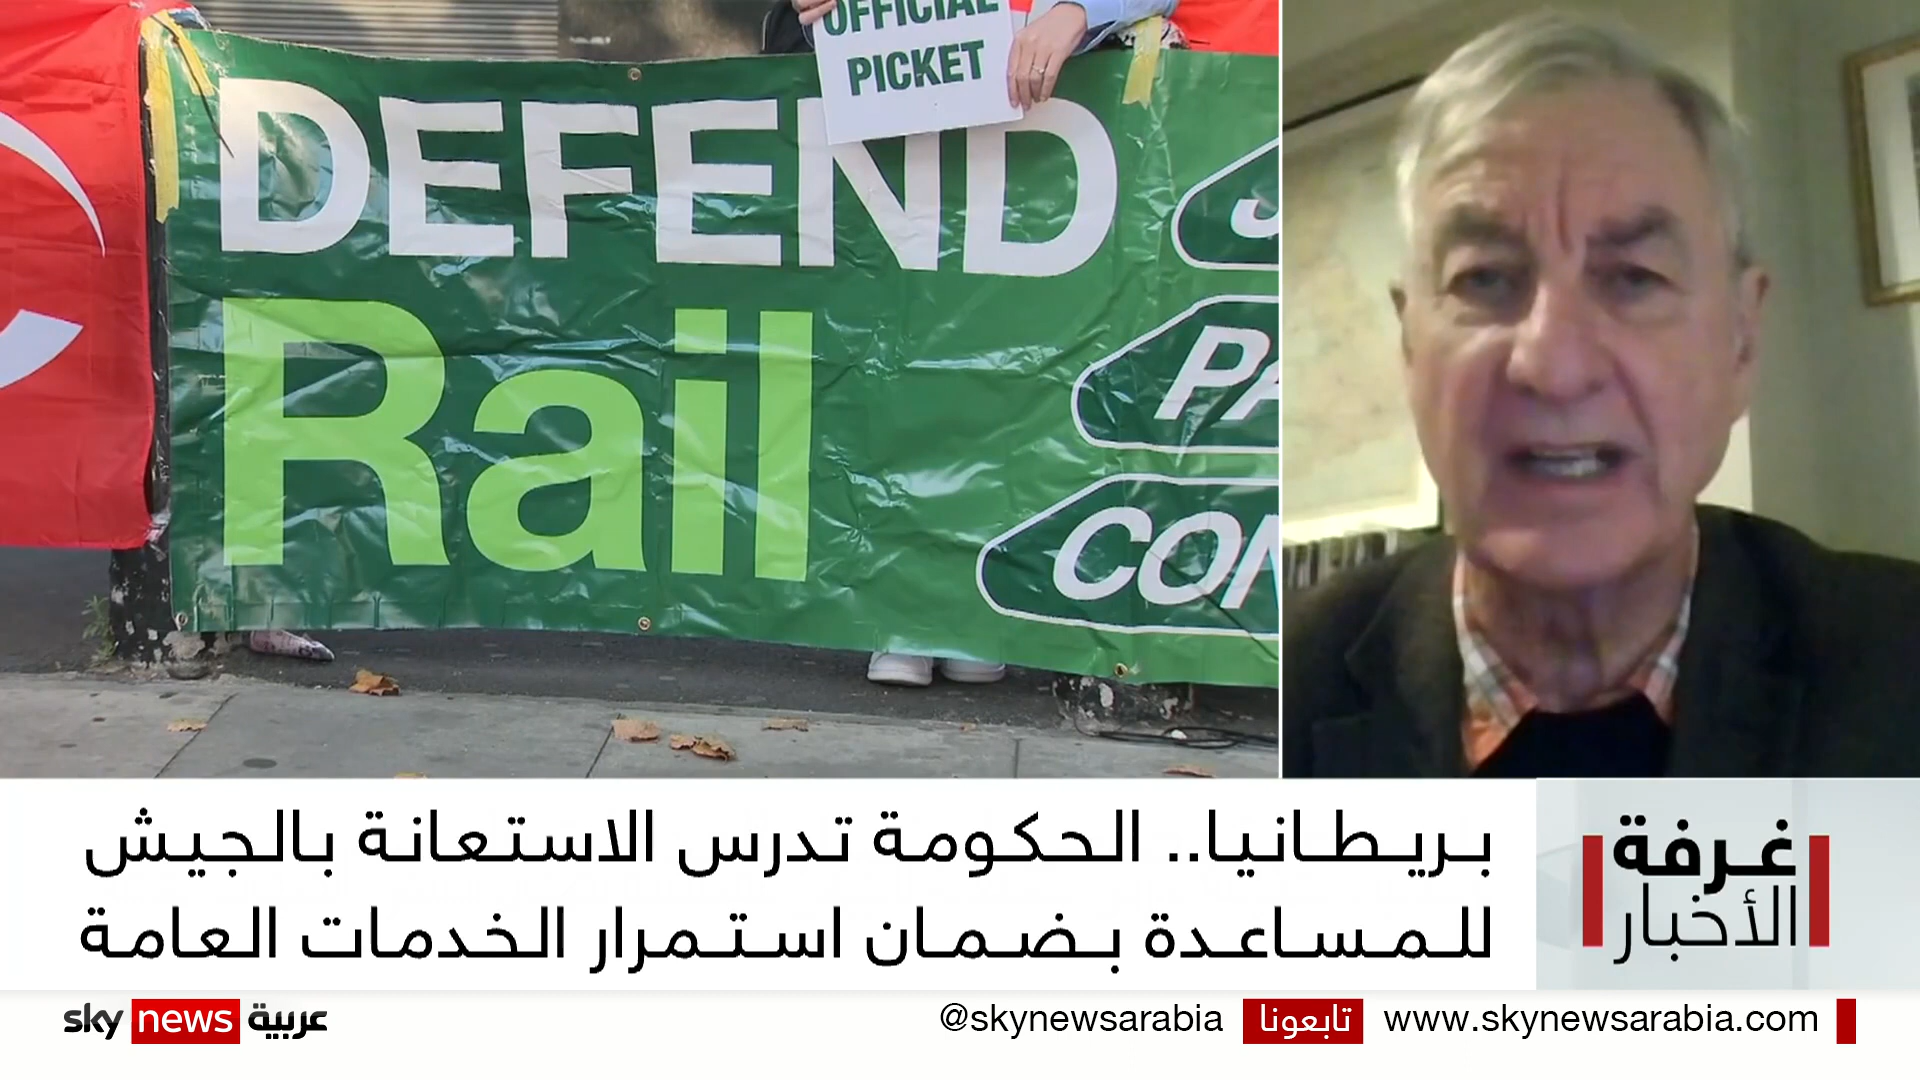 OFFICIAL
PICKET
DEFEND
Rail
بريطانيا.. الحكومة تدرس الاستعانة بالجيش
للمساعدة بضمان استمرار الخدمات العامة
غرفة
الأخبار
sky news عربية
@skynewsarabia تابعونا www.skynewsarabia.com